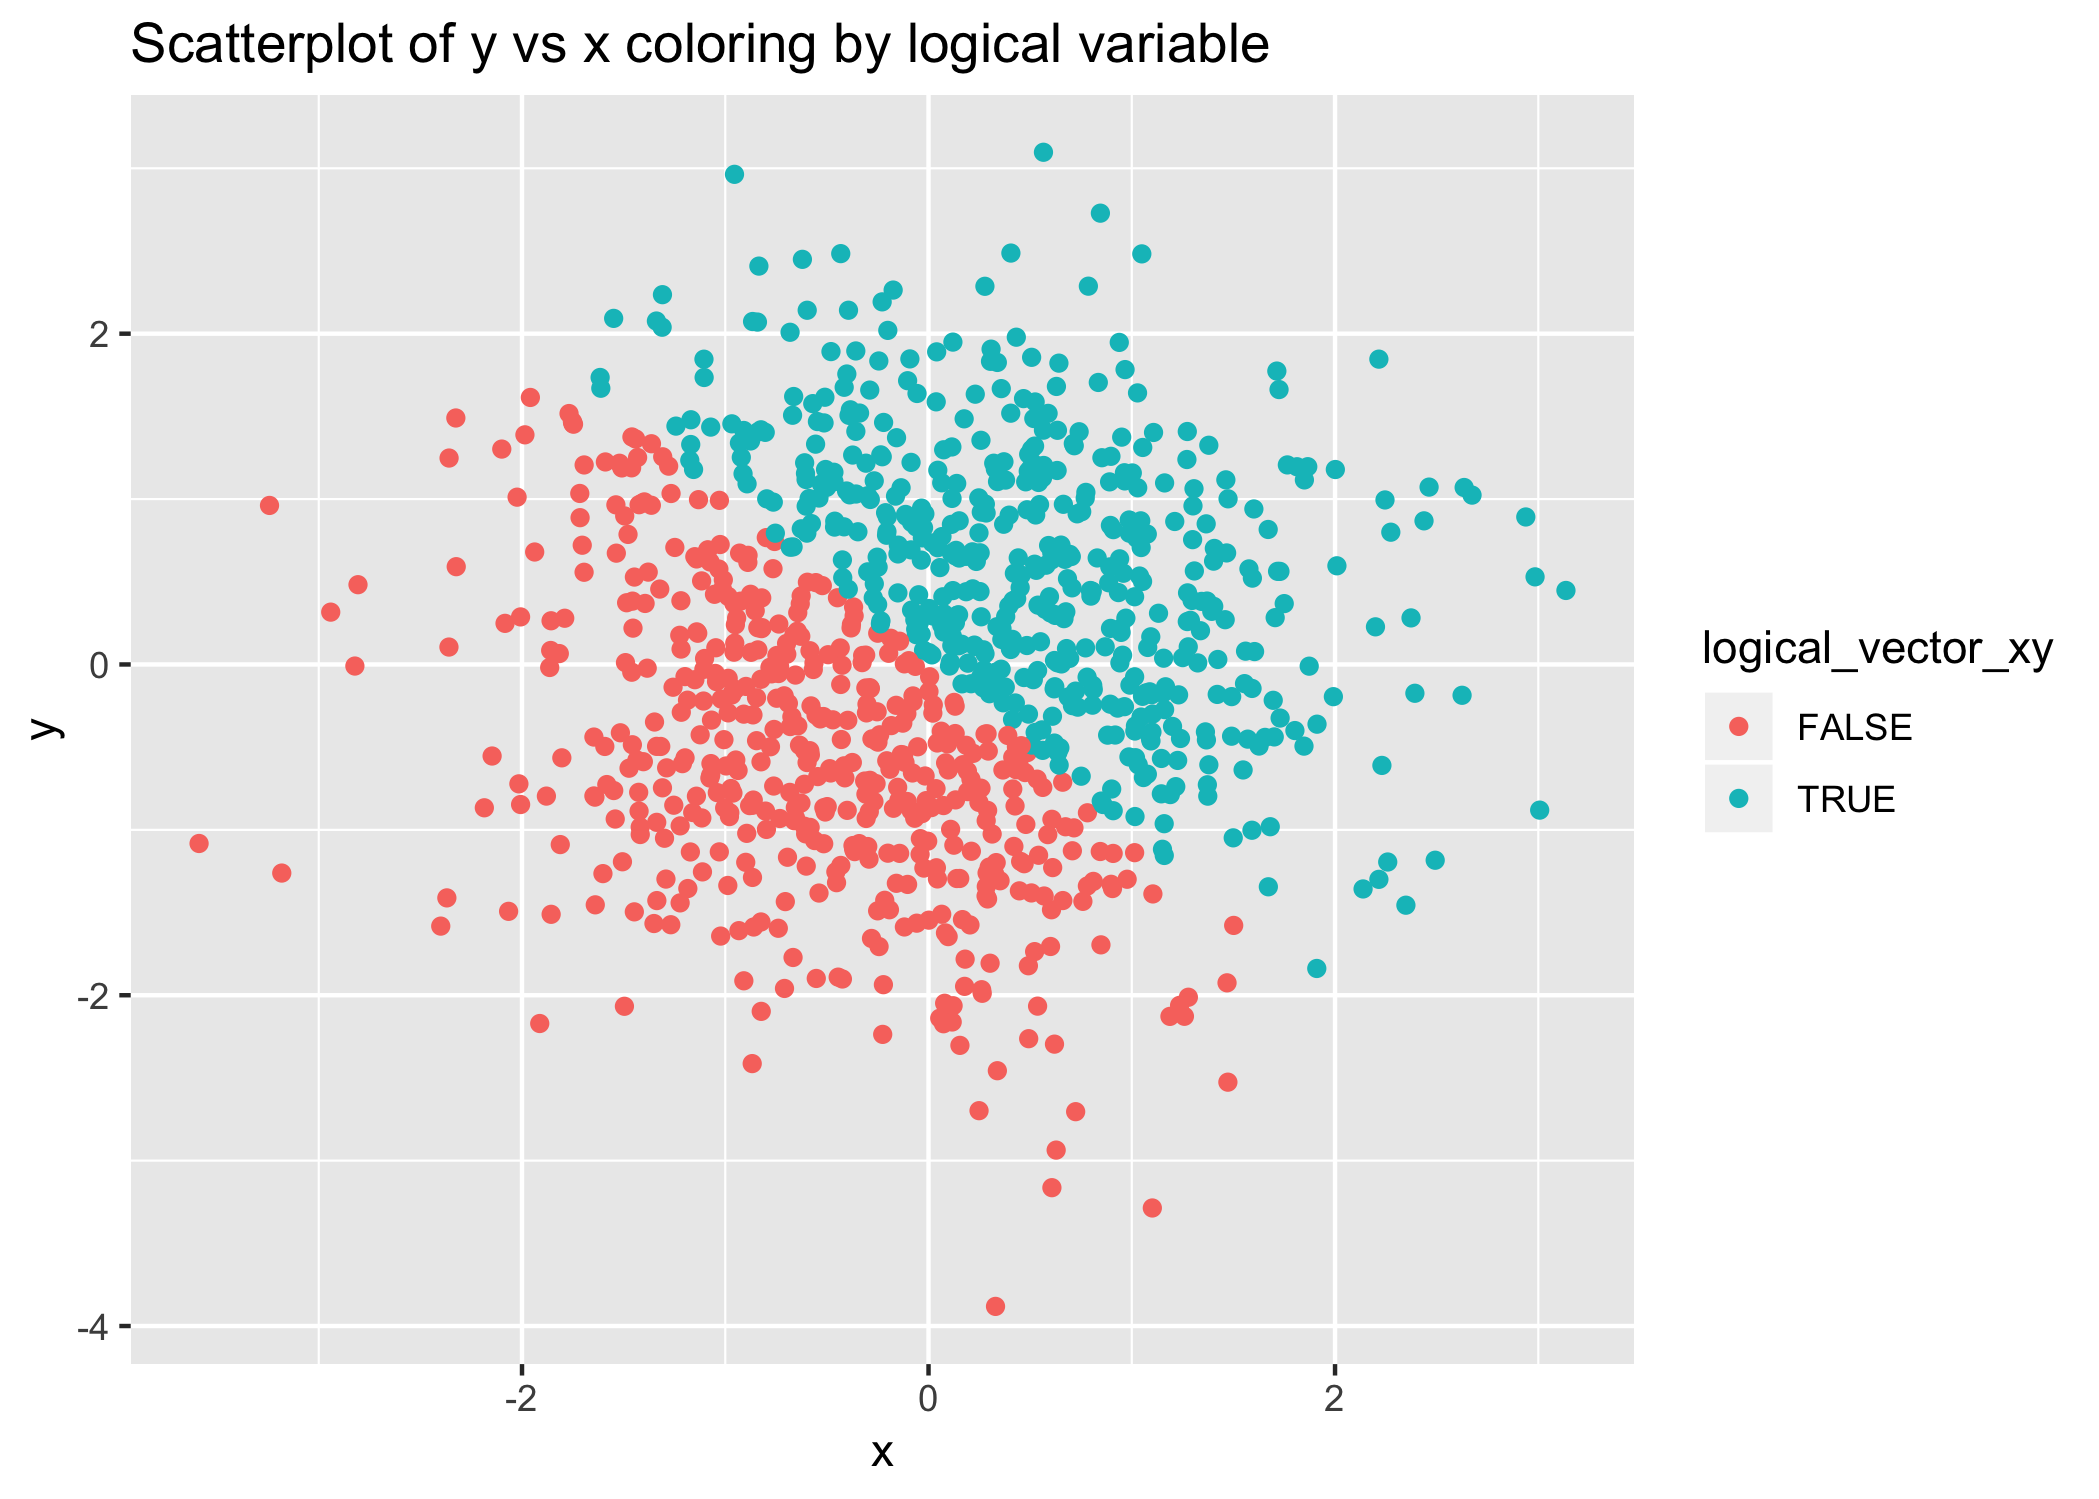 Scatterplot of y vs x coloring by logical variable
2
0
-2
-4
y
-2
0
2
x
logical_vector_xy
FALSE
TRUE